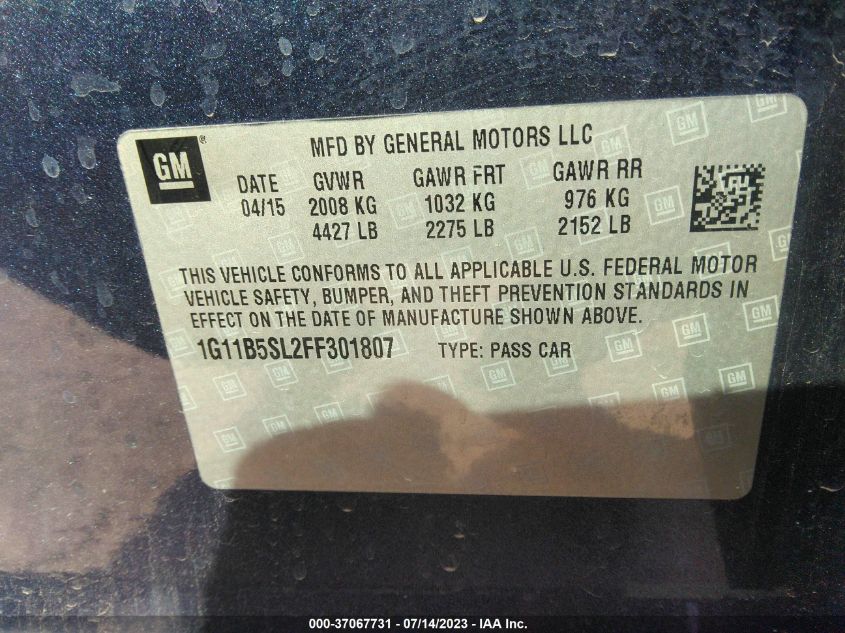 GM
MFD BY GENERAL MOTORS LLC
DATE GVWR GAWR FRT GAWR RR
04/15 2008 KG 1032 KG 976 KG
4427 LB 2275 LB 2152 LB
THIS VEHICLE CONFORMS TO ALL APPLICABLE U.S. FEDERAL MOTOR
VEHICLE SAFETY, BUMPER, AND THEFT PREVENTION STANDARDS IN
EFFECT ON THE DATE OF MANUFACTURE SHOWN ABOVE.
1G11B5SL2FF301807 TYPE: PASS CAR
000-37067731 - 07/14/2023 - IAA Inc.